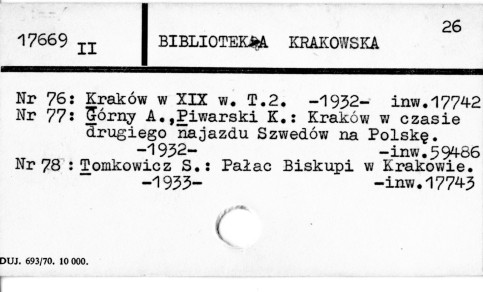 26
17669 II BIBLIOTEKA KRAKOWSKA
Nr 76: Kraków w XIX w. T.2. -1932- inw.17742
Nr 77: Górny A.,Piwarski K.: Kraków w czasie
drugiego najazdu Szwedów na Polskę.
-1932- -inw.59486
Nr 78: Tomkowicz S.: Pałac Biskupi w Krakowie.
-1933- -inw.17743
DUJ. 693/70. 10 000.